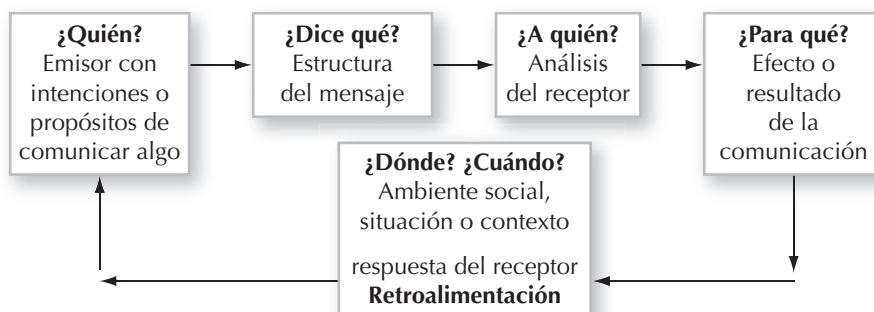 ¿Quién?
Emisor con
intenciones o
propósitos de
comunicar algo
¿Dice qué?
Estructura
del mensaje
¿A quién?
Análisis
del receptor
¿Para qué?
Efecto o
resultado
de la
comunicación
¿Dónde? ¿Cuándo?
Ambiente social,
situación o contexto
respuesta del receptor
Retroalimentación